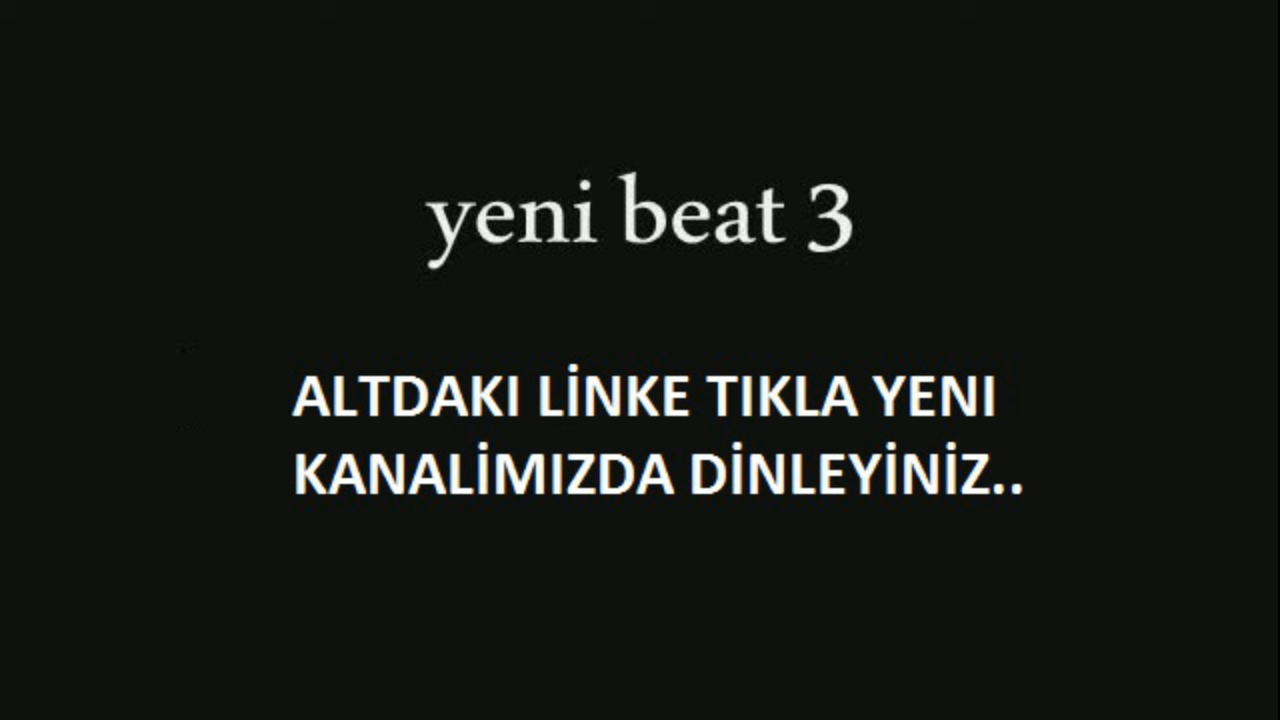 yeni beat 3
ALTDAKI LİNKE TIKLA YENI
KANALİMIZDA DİNLEYİNİZ..